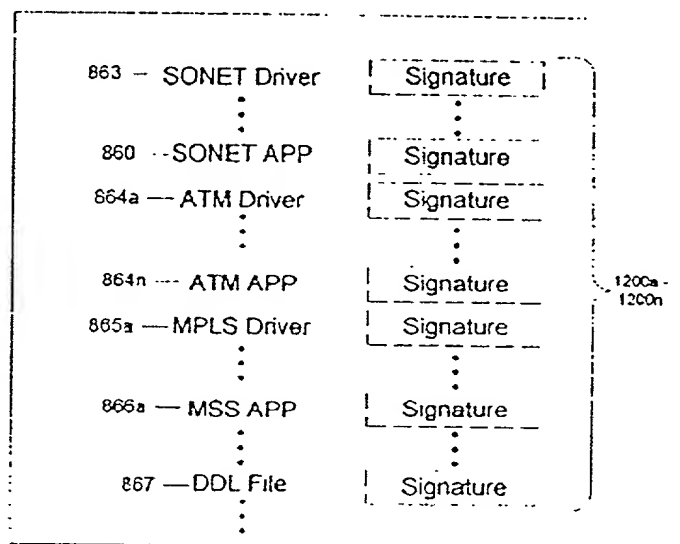 863 – SONET Driver Signature
860 -- SONET APP Signature
864a — ATM Driver Signature
864n --- ATM APP Signature
1200a -
1200n
865a — MPLS Driver Signature
866a — MSS APP Signature
867 — DDL File Signature